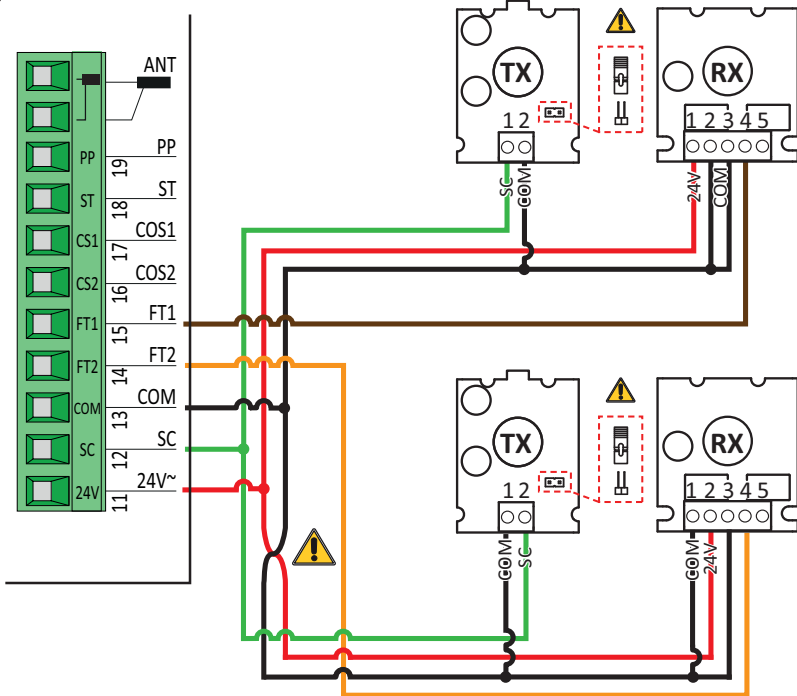 ANT
PP 19 PP
ST 18 ST
CS1 17 COS1
CS2 16 COS2
FT1 15 FT1
FT2 14 FT2
COM 13 COM
SC 12 SC
24V 11 24V~
TX
1 2
SC COM
RX
1 2 3 4 5
24V COM
TX
1 2
COM SC
RX
1 2 3 4 5
COM 24V